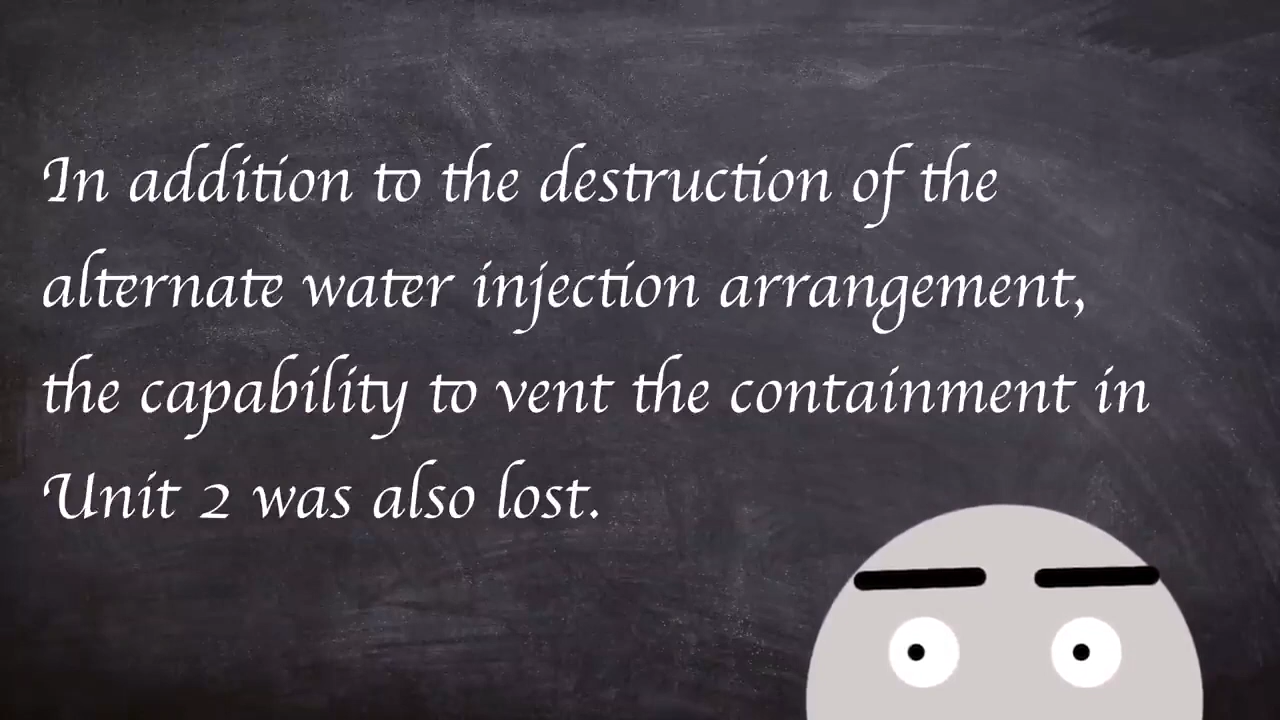 In addition to the destruction of the
alternate water injection arrangement,
the capability to vent the containment in
Unit 2 was also lost.